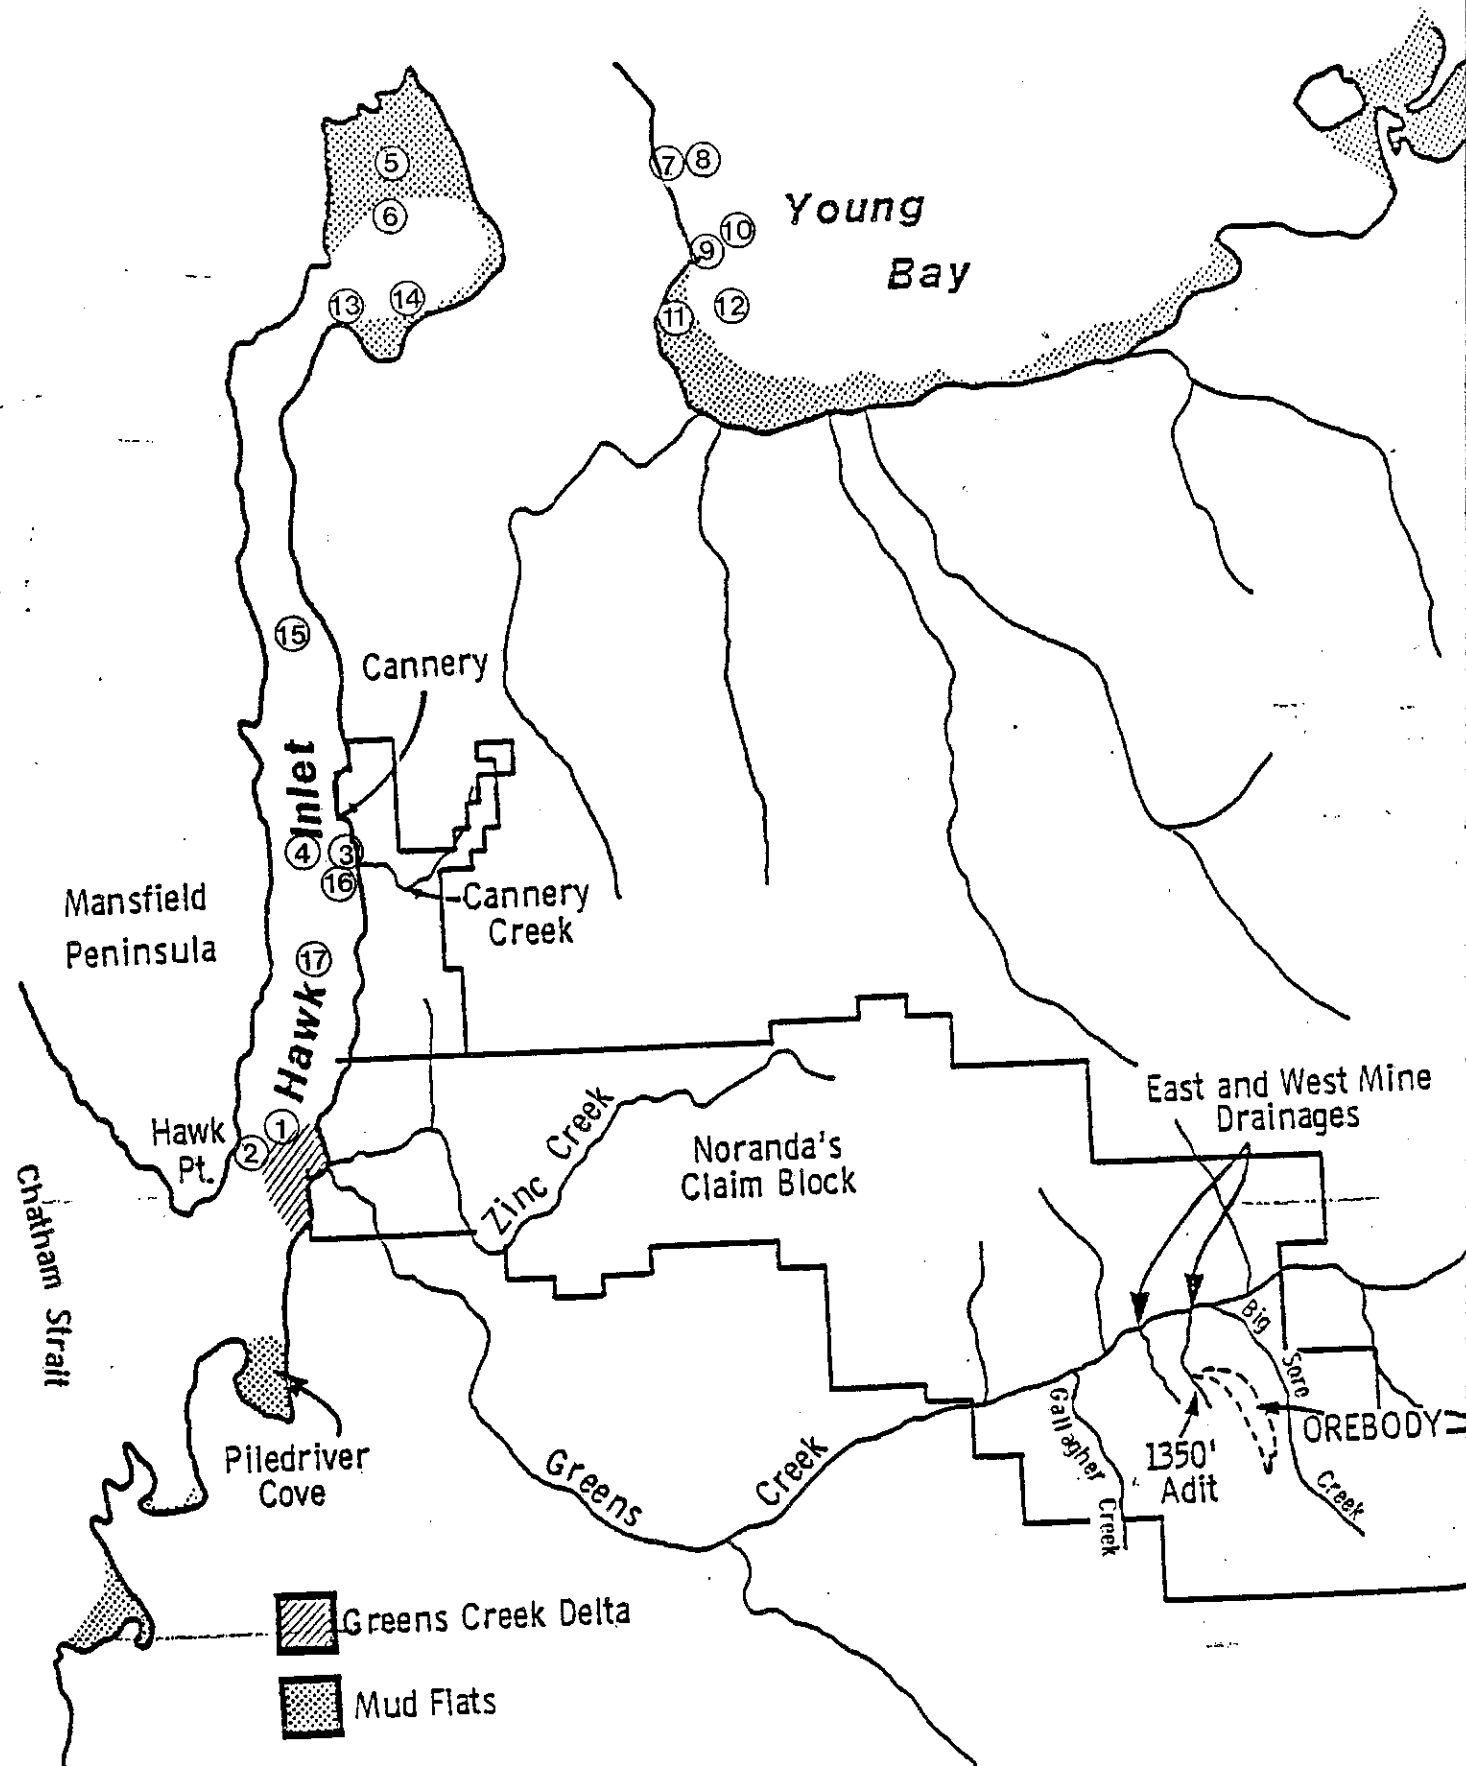 5
6
7
8
Young
Bay
10
9
13
14
11
12
15
Cannery
Hawk Inlet
4
3
16
Cannery
Creek
Mansfield
Peninsula
17
East and West Mine
Drainages
Hawk
Pt.
1
2
Zinc Creek
Noranda's
Claim Block
Chatham Strait
Big Sore Creek
Gallagher Creek
OREBODY
1350'
Adit
Piledriver
Cove
Greens Creek
Greens Creek Delta
Mud Flats